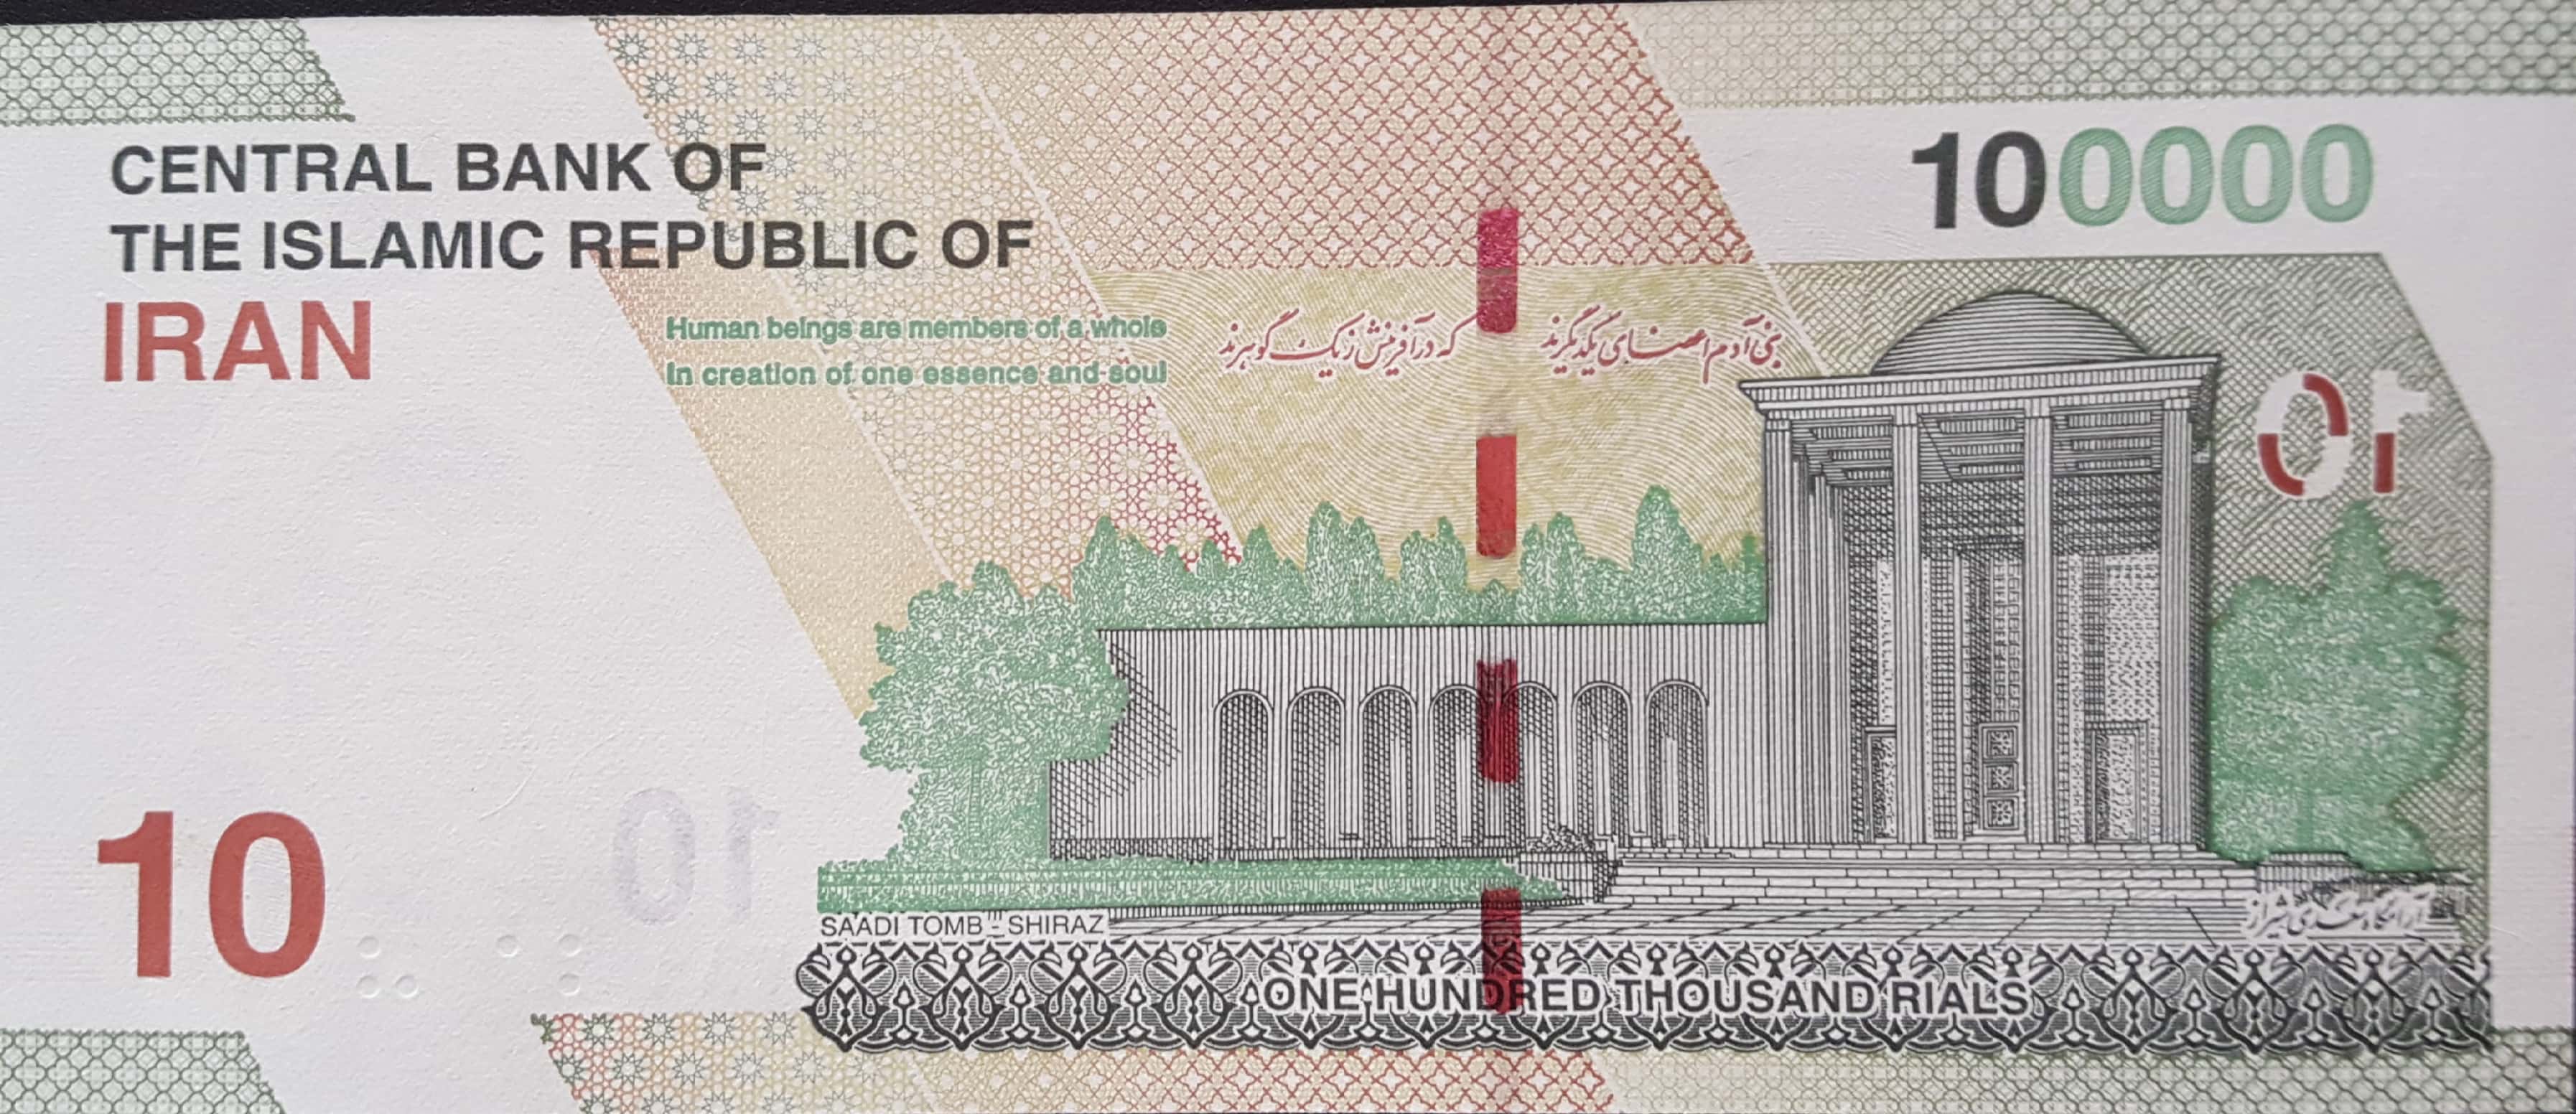 CENTRAL BANK OF
THE ISLAMIC REPUBLIC OF
IRAN
100000
Human beings are members of a whole
In creation of one essence and soul
بنی آدم اعضای یکدیگرند که در آفرینش ز یک گوهرند
10
10
SAADI TOMB - SHIRAZ
آرامگاه سعدی شیراز
ONE HUNDRED THOUSAND RIALS